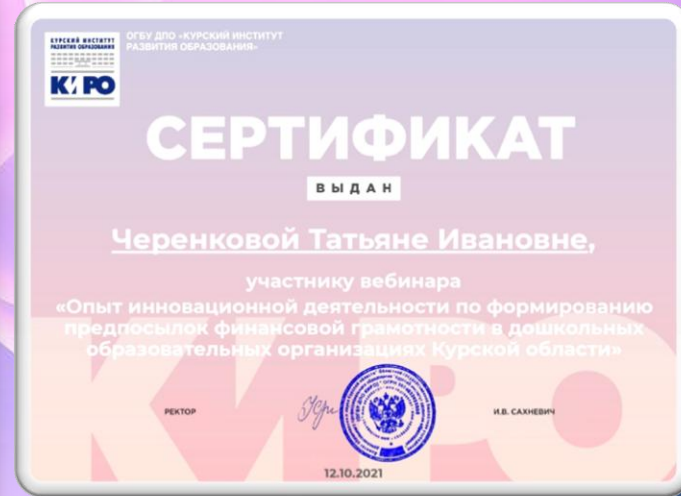 КУРСКИЙ ИНСТИТУТ
РАЗВИТИЯ ОБРАЗОВАНИЯ
КИРО
ОГБУ ДПО «КУРСКИЙ ИНСТИТУТ
РАЗВИТИЯ ОБРАЗОВАНИЯ»
СЕРТИФИКАТ
ВЫДАН
Черенковой Татьяне Ивановне,
участнику вебинара
«Опыт инновационной деятельности по формированию
предпосылок финансовой грамотности в дошкольных
образовательных организациях Курской области»
КИРО
РЕКТОР
И.В. САХНЕВИЧ
12.10.2021